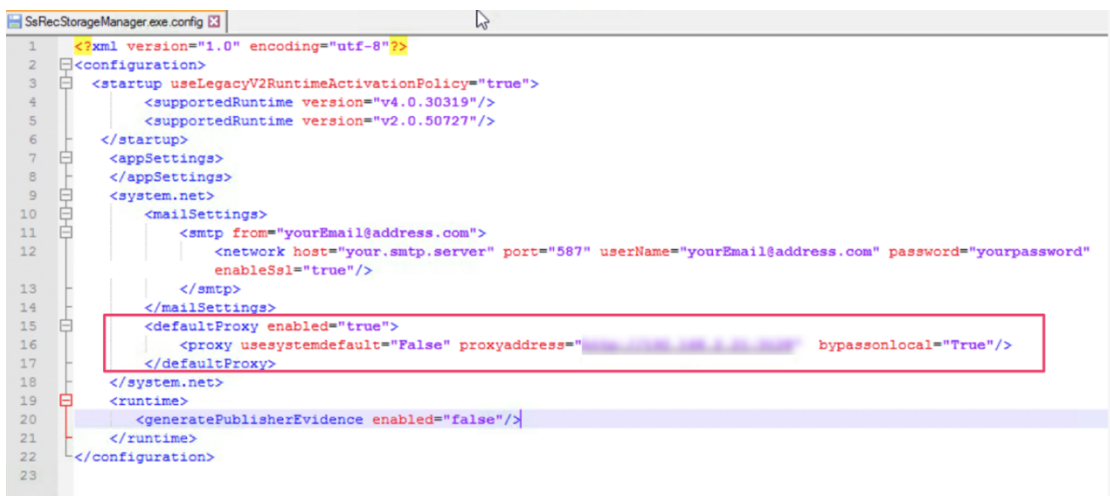 SsRecStorageManager.exe.config
1 <?xml version="1.0" encoding="utf-8"?>
2 <configuration>
3 <startup useLegacyV2RuntimeActivationPolicy="true">
4 <supportedRuntime version="v4.0.30319"/>
5 <supportedRuntime version="v2.0.50727"/>
6 </startup>
7 <appSettings>
8 </appSettings>
9 <system.net>
10 <mailSettings>
11 <smtp from="yourEmail@address.com">
12 <network host="your.smtp.server" port="587" userName="yourEmail@address.com" password="yourpassword"
enableSsl="true"/>
13 </smtp>
14 </mailSettings>
15 <defaultProxy enabled="true">
16 <proxy usesystemdefault="False" proxyaddress=" " bypassonlocal="True"/>
17 </defaultProxy>
18 </system.net>
19 <runtime>
20 <generatePublisherEvidence enabled="false"/>
21 </runtime>
22 </configuration>
23